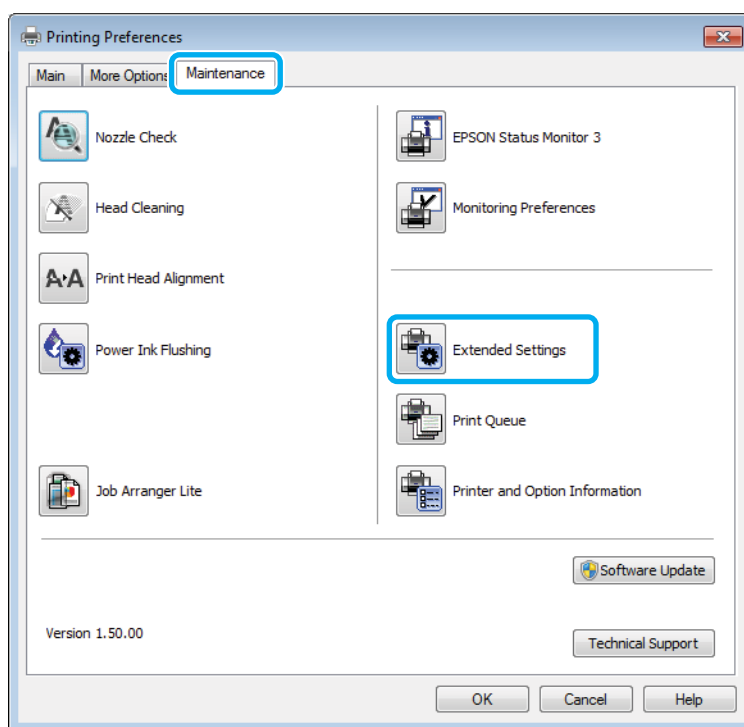 Printing Preferences
Main
More Options
Maintenance
Nozzle Check
EPSON Status Monitor 3
Head Cleaning
Monitoring Preferences
A A Print Head Alignment
Power Ink Flushing
Extended Settings
Print Queue
Job Arranger Lite
Printer and Option Information
Software Update
Version 1.50.00
Technical Support
OK
Cancel
Help